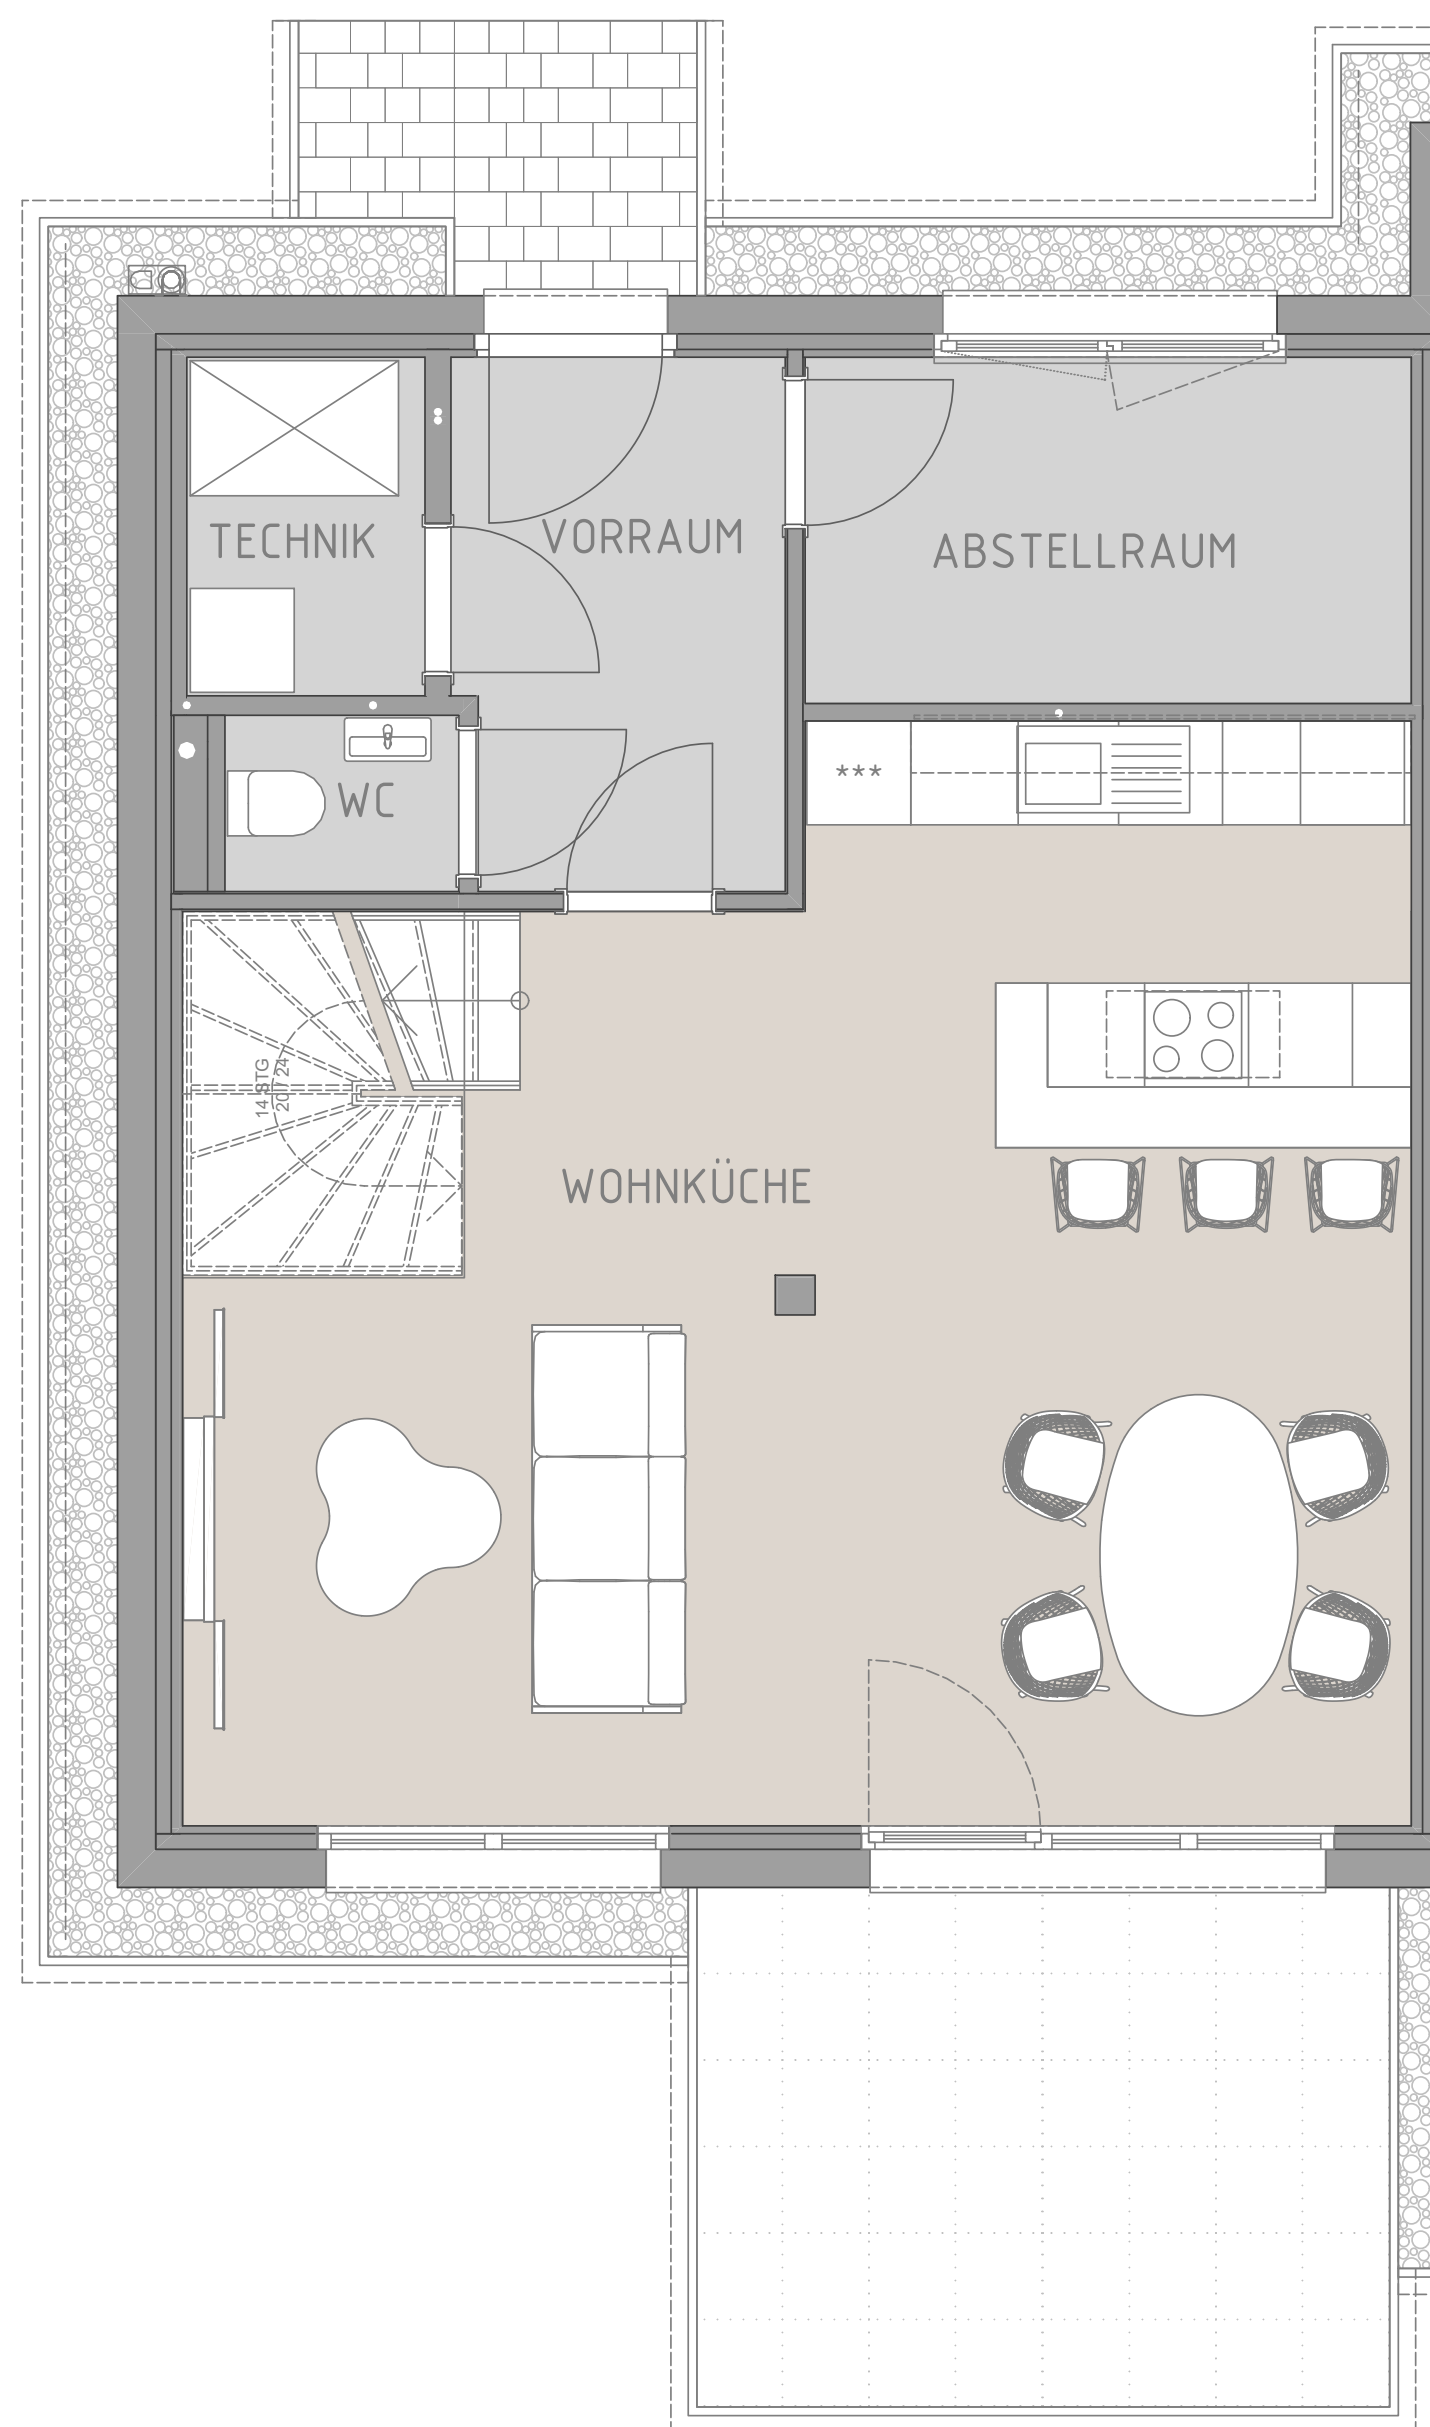 TECHNIK
VORRAUM
ABSTELLRAUM
***
WC
14 STG
20 / 24
WOHNKÜCHE